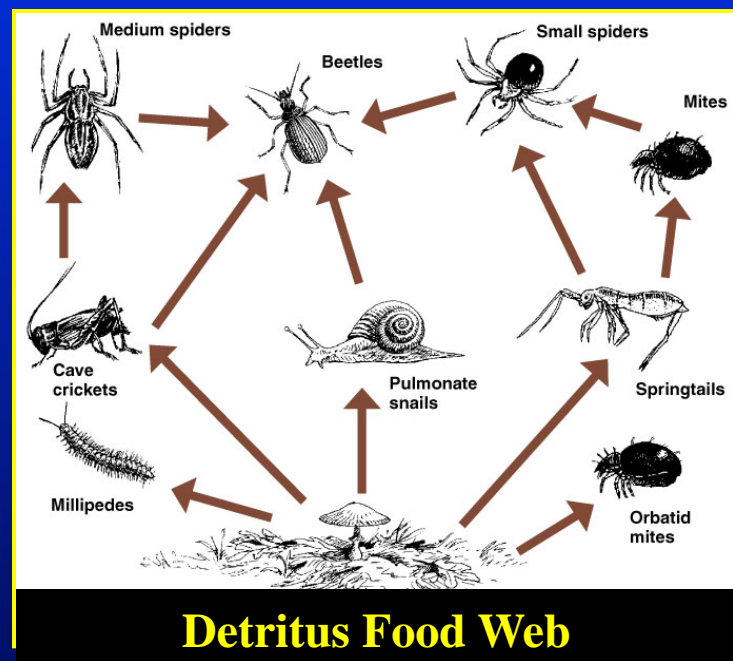 Medium spiders
Beetles
Small spiders
Mites
Cave
crickets
Pulmonate
snails
Springtails
Millipedes
Orbatid
mites
Detritus Food Web